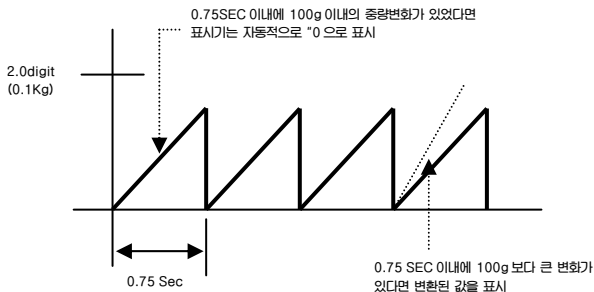 0.75SEC 이내에 100g 이내의 중량변화가 있었다면
표시기는 자동적으로 "0 으로 표시
2.0digit
(0.1Kg)
0.75 Sec
0.75 SEC 이내에 100g 보다 큰 변화가
있다면 변환된 값을 표시